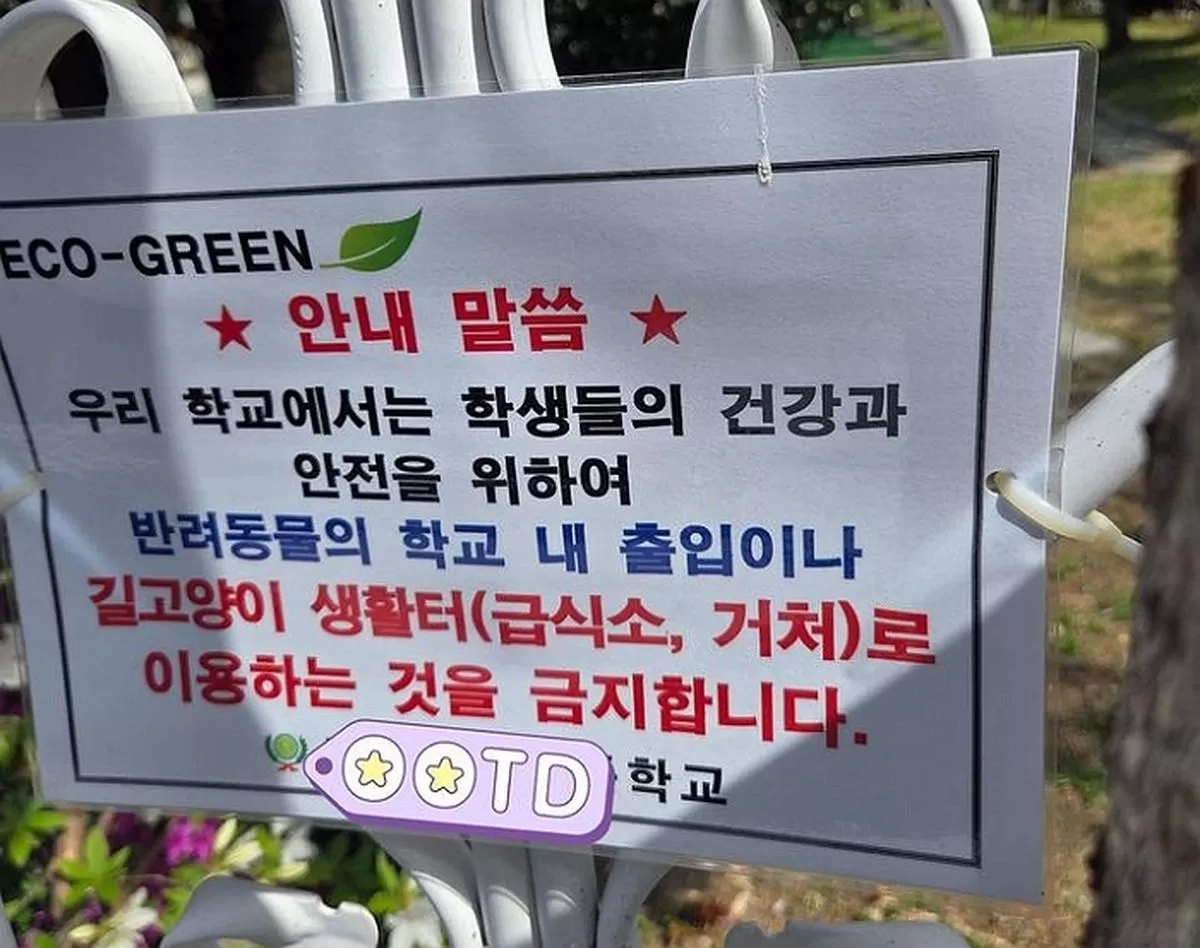 ECO-GREEN
★ 안내 말씀 ★
우리 학교에서는 학생들의 건강과
안전을 위하여
반려동물의 학교 내 출입이나
길고양이 생활터(급식소, 거처)로
이용하는 것을 금지합니다.
OOTD
학교